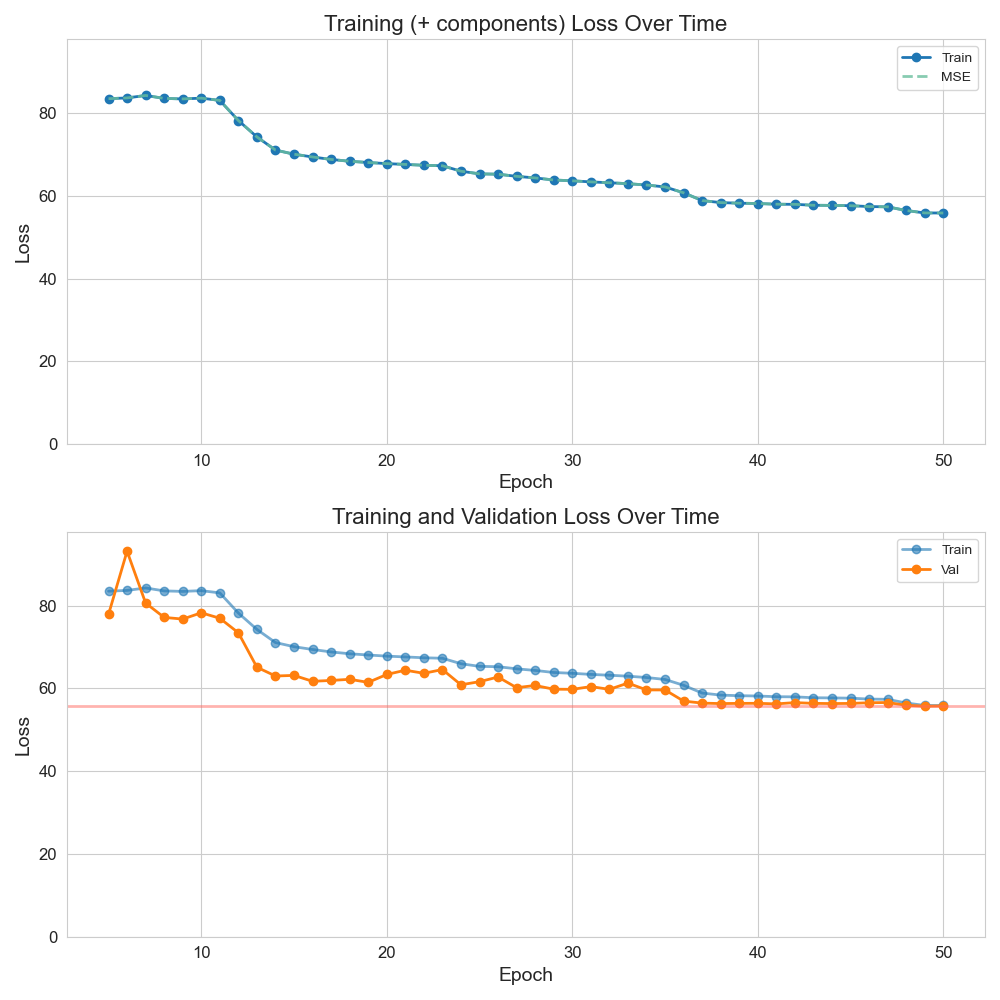 Training (+ components) Loss Over Time
Train
MSE
80
60
40
20
0
Loss
10 20 30 40 50
Epoch
Training and Validation Loss Over Time
Train
Val
80
60
40
20
0
Loss
10 20 30 40 50
Epoch